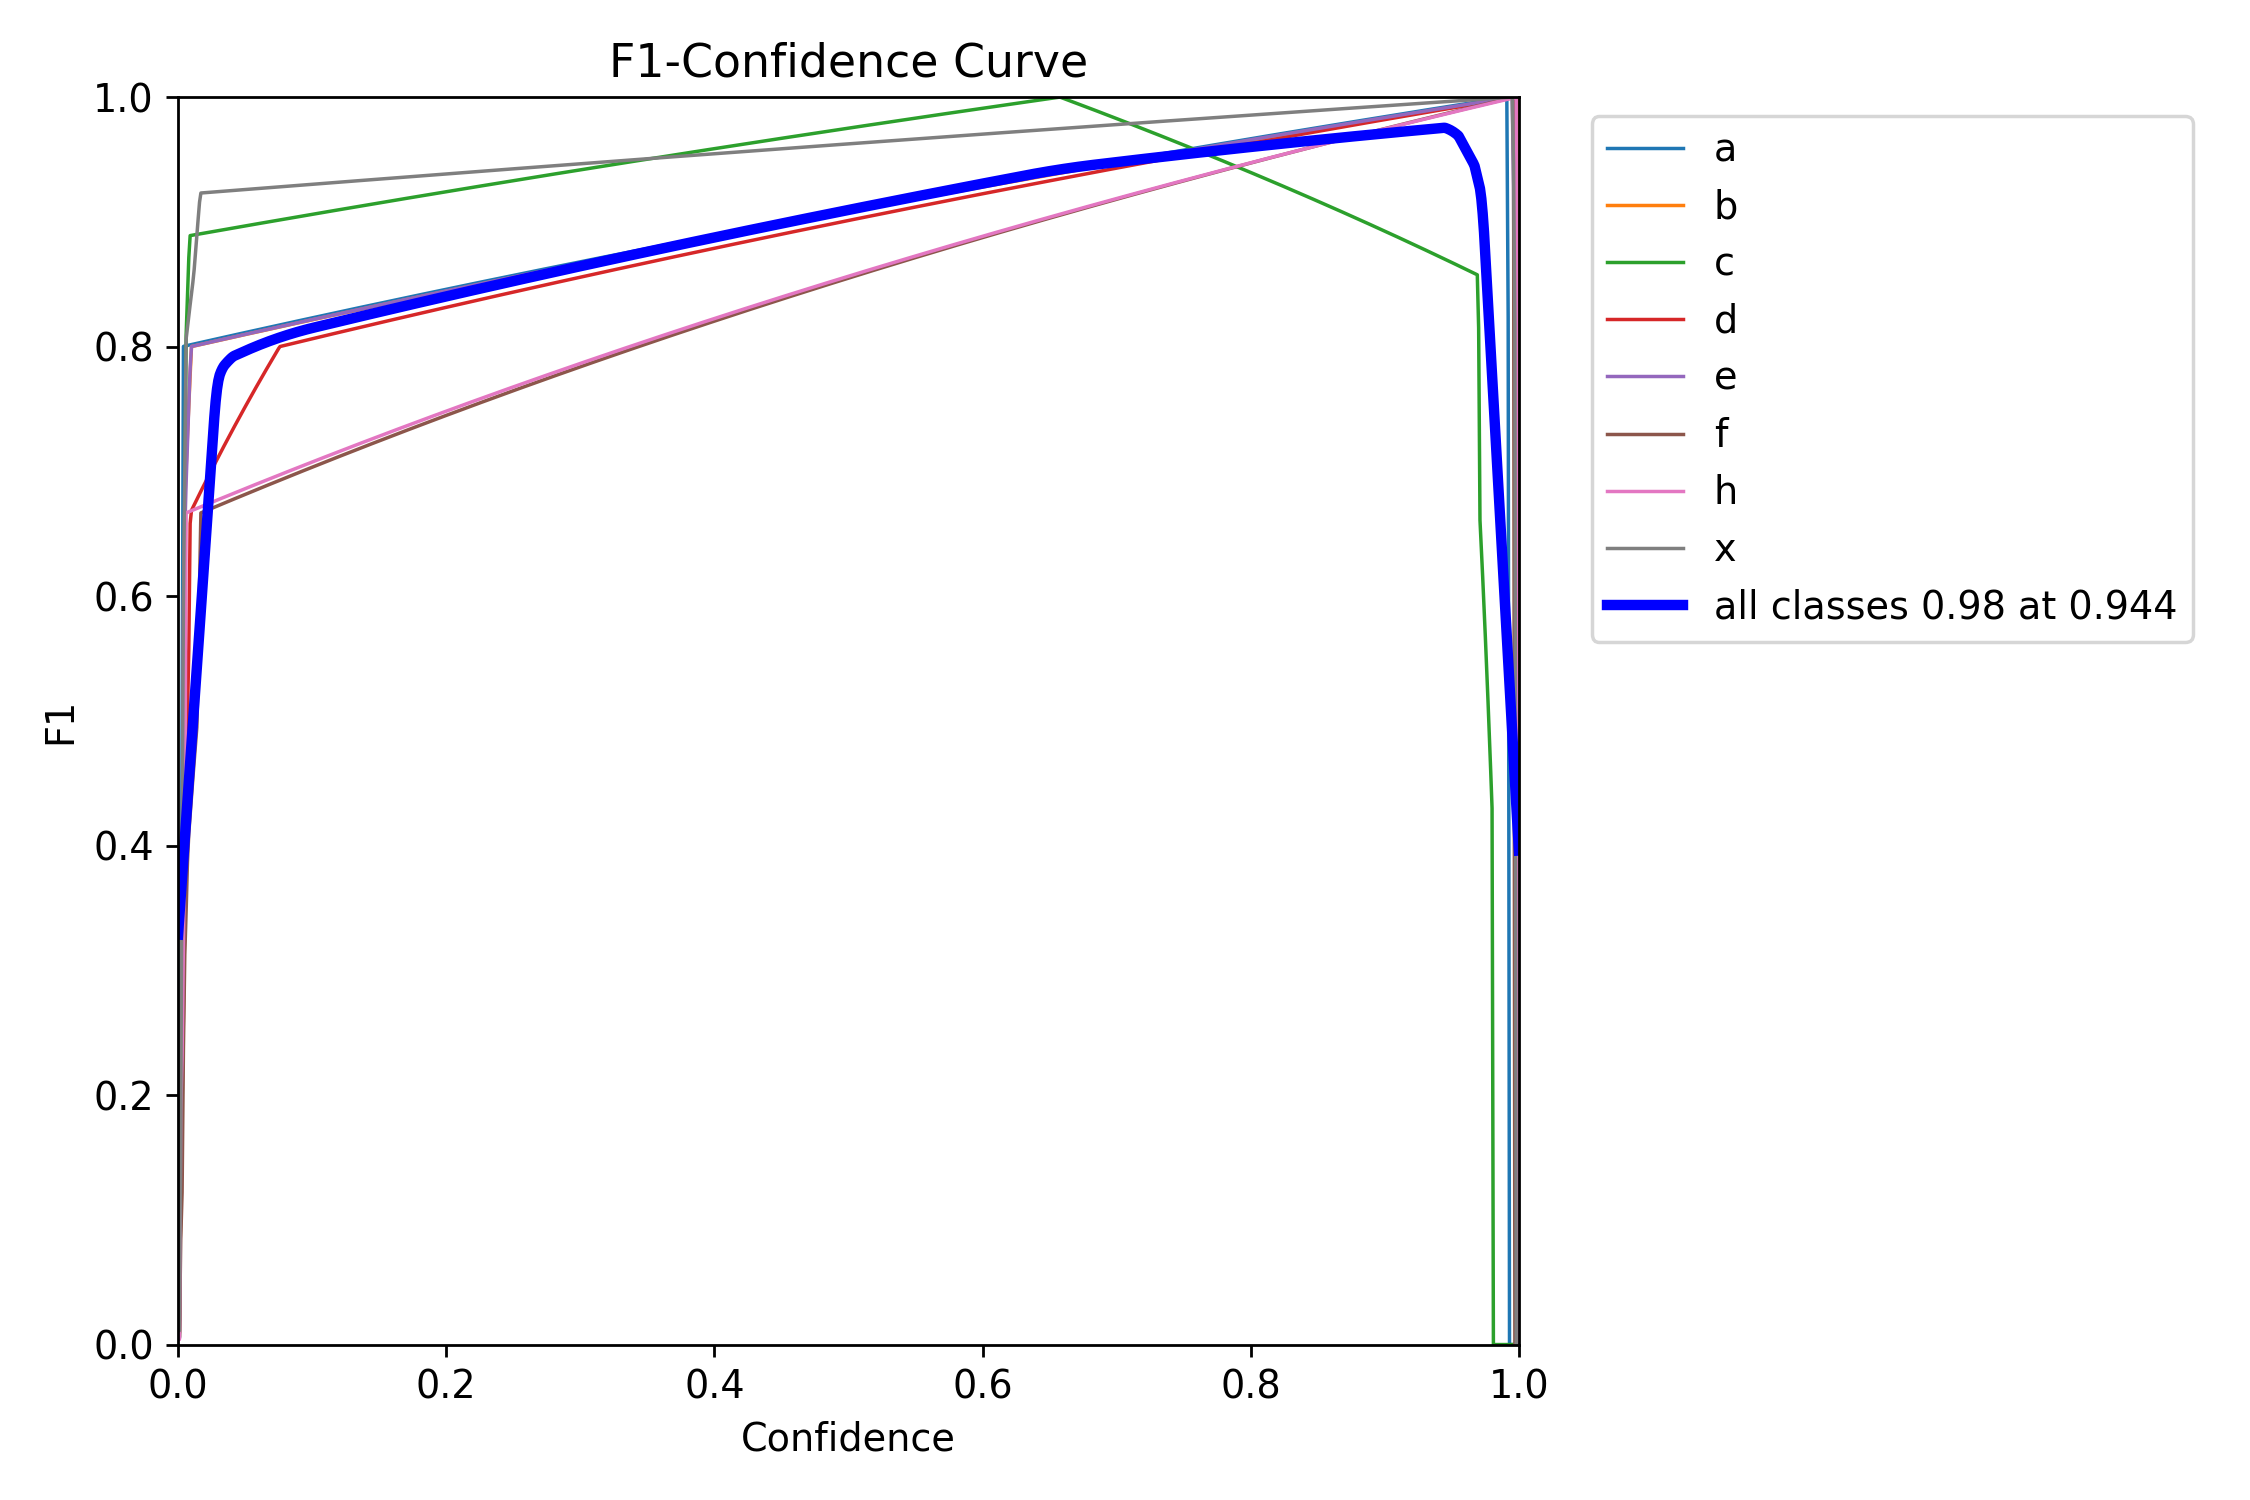 F1-Confidence Curve
1.0
0.8
0.6
0.4
0.2
0.0
F1
0.0 0.2 0.4 0.6 0.8 1.0
Confidence
a
b
c
d
e
f
h
x
all classes 0.98 at 0.944